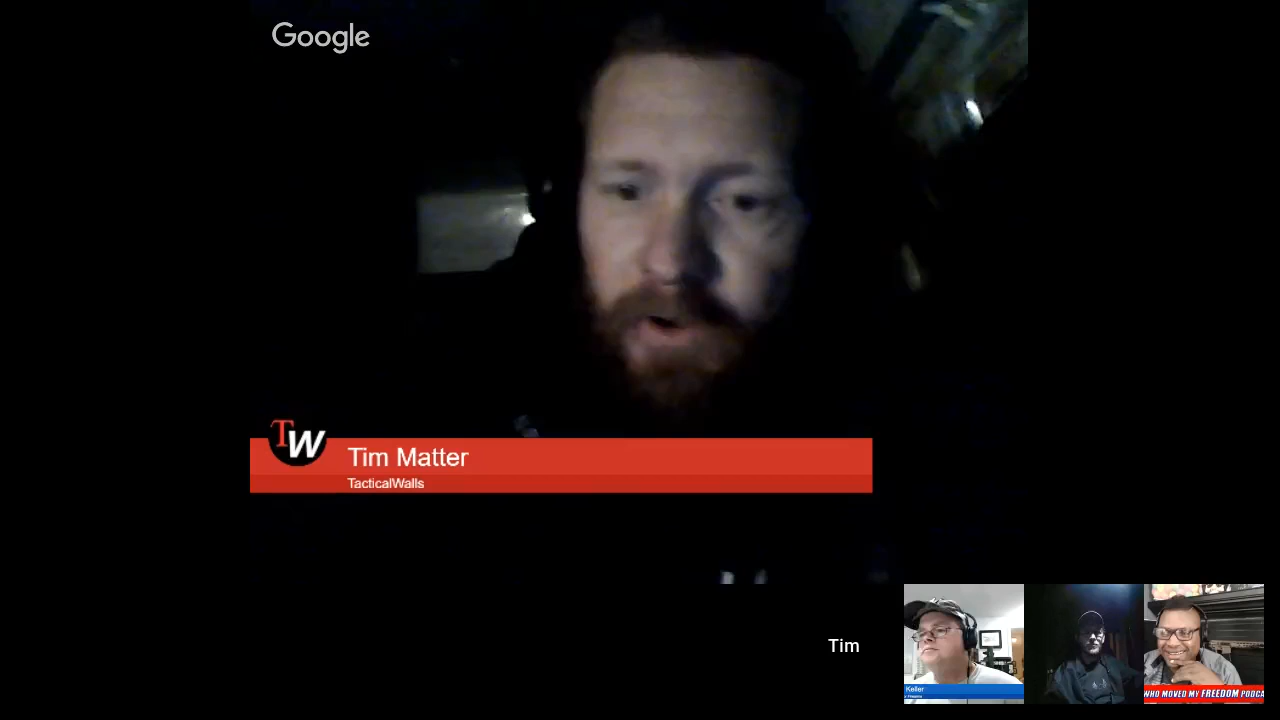 Google
TW
Tim Matter
TacticalWalls
Tim
Keller
WHO MOVED MY FREEDOM PODCA